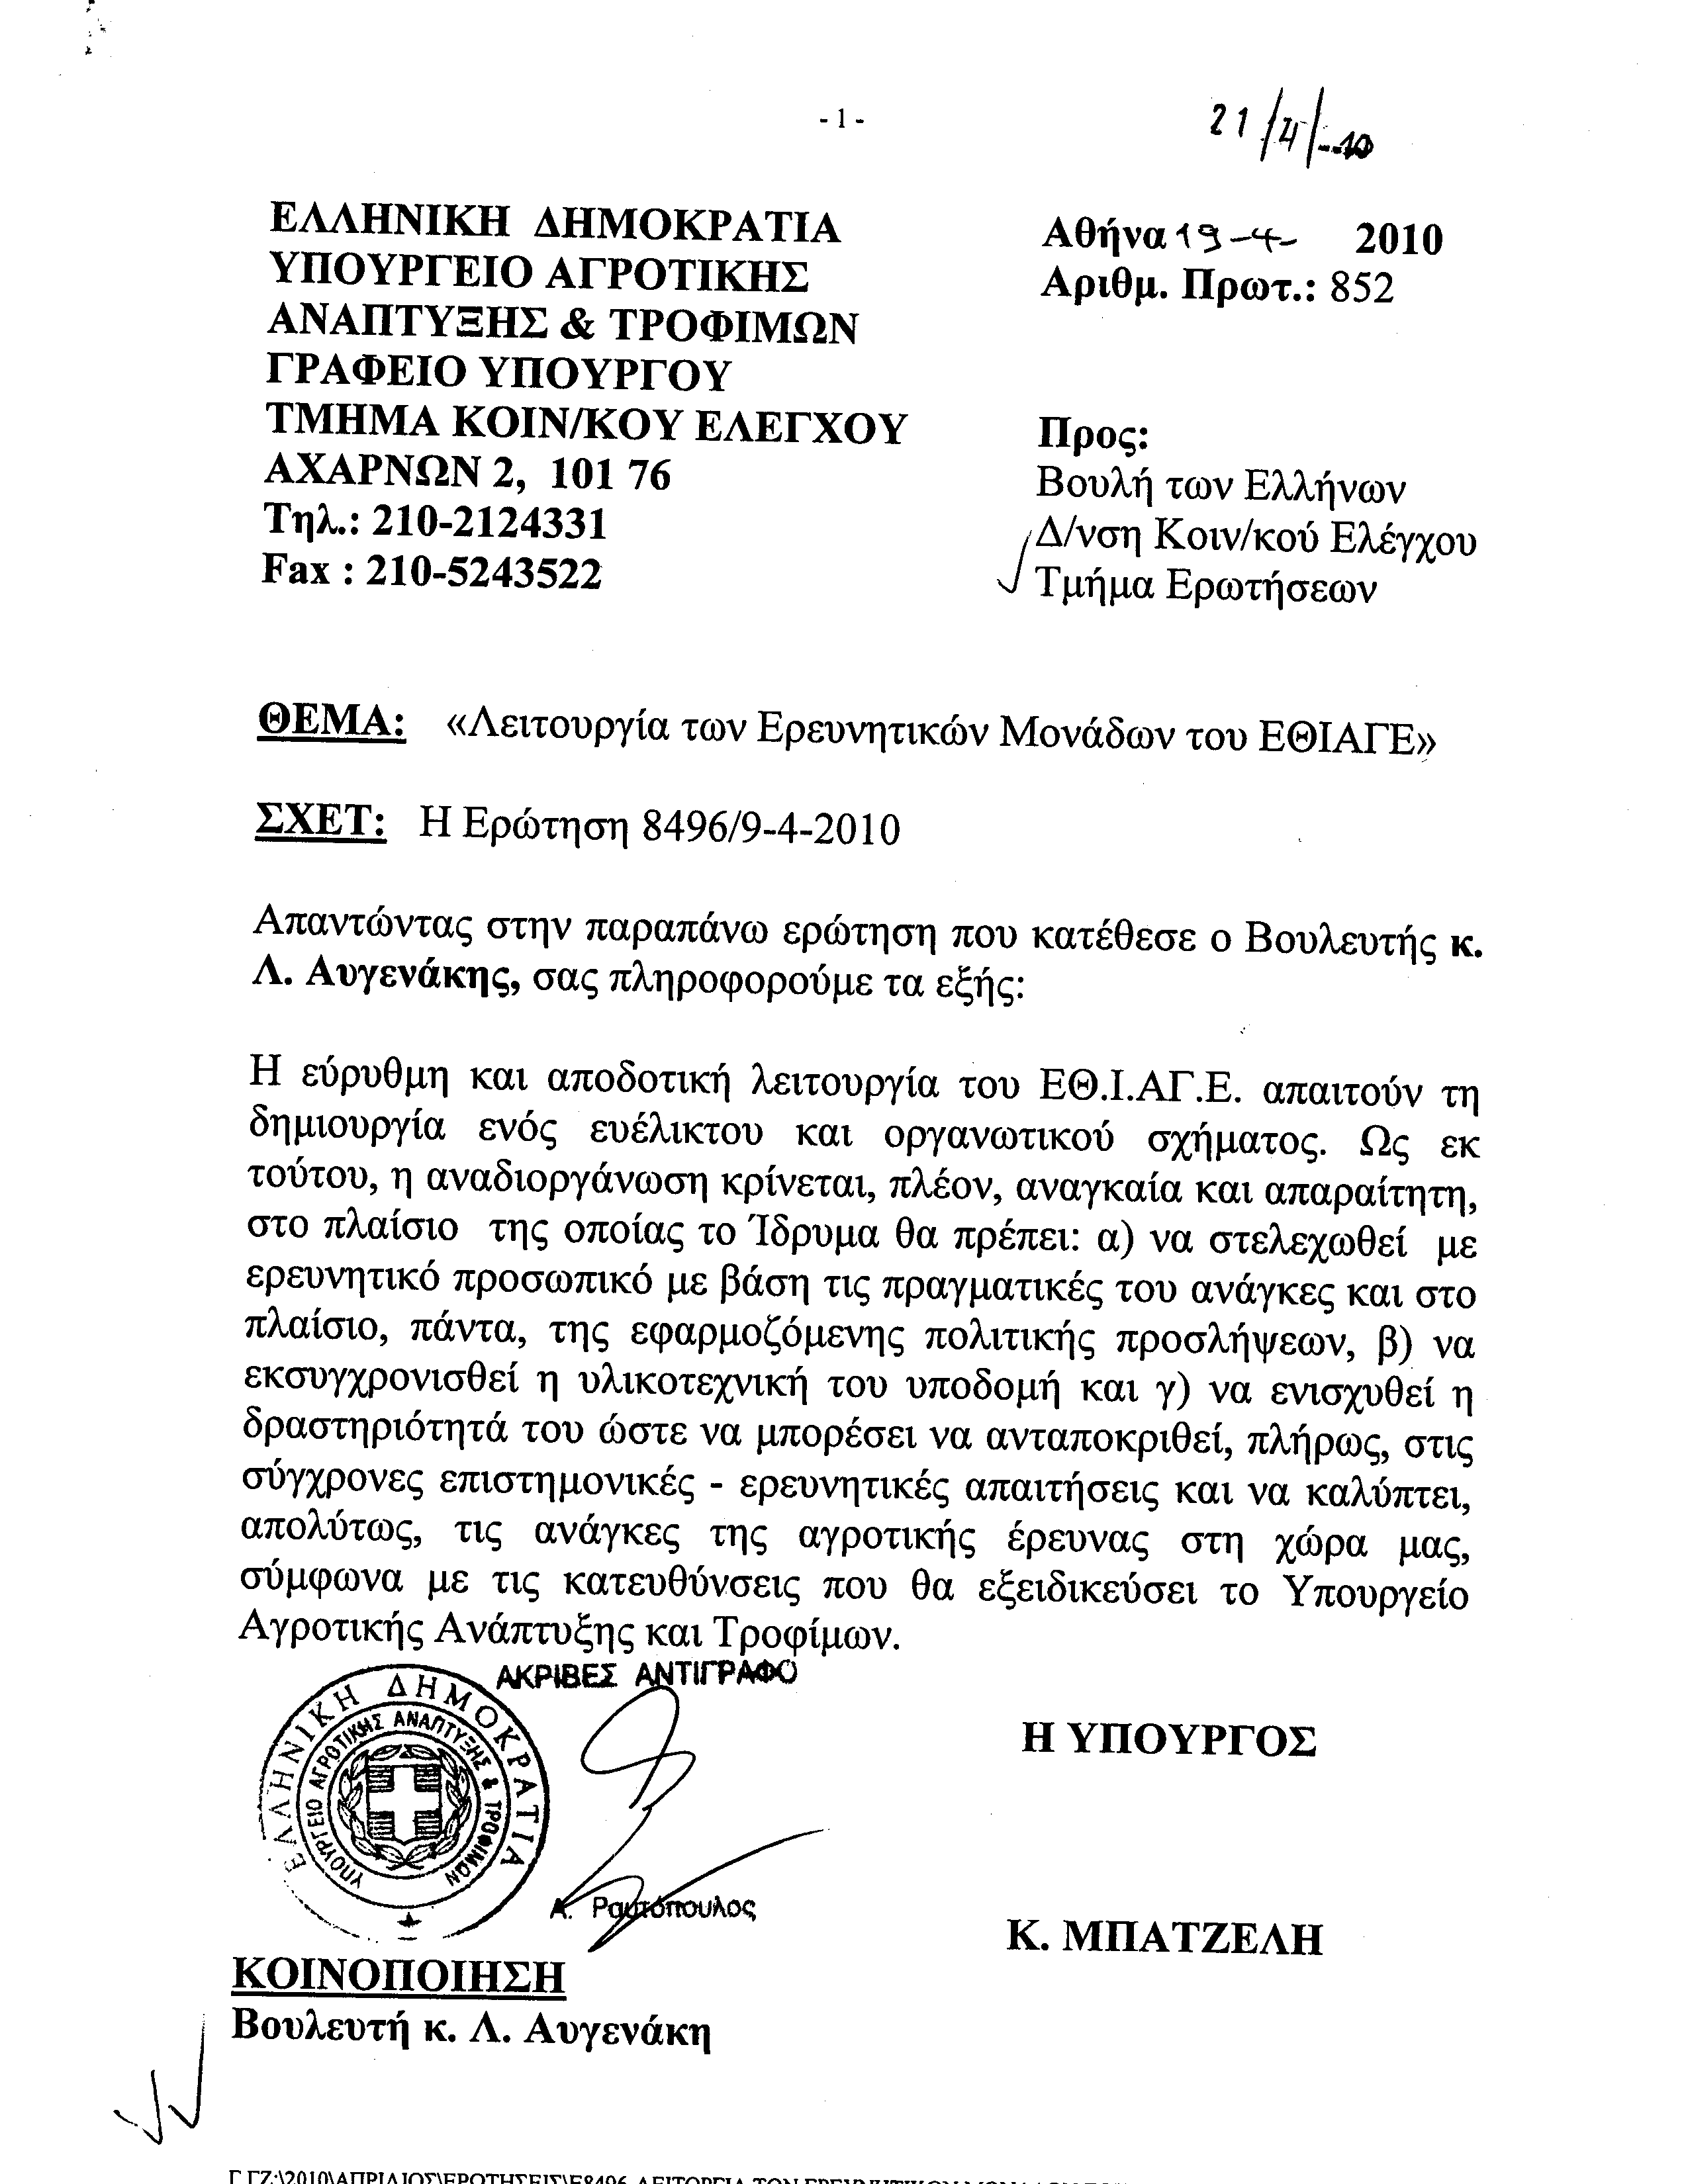 - 1 -
21/4/ 10
ΕΛΛΗΝΙΚΗ ΔΗΜΟΚΡΑΤΙΑ
ΥΠΟΥΡΓΕΙΟ ΑΓΡΟΤΙΚΗΣ
ΑΝΑΠΤΥΞΗΣ & ΤΡΟΦΙΜΩΝ
ΓΡΑΦΕΙΟ ΥΠΟΥΡΓΟΥ
ΤΜΗΜΑ ΚΟΙΝ/ΚΟΥ ΕΛΕΓΧΟΥ
ΑΧΑΡΝΩΝ 2, 101 76
Τηλ.: 210-2124331
Fax : 210-5243522
Αθήνα 19-4- 2010
Αριθμ. Πρωτ.: 852
Προς:
Βουλή των Ελλήνων
Δ/νση Κοιν/κού Ελέγχου
Τμήμα Ερωτήσεων
ΘΕΜΑ: «Λειτουργία των Ερευνητικών Μονάδων του ΕΘΙΑΓΕ»
ΣΧΕΤ: Η Ερώτηση 8496/9-4-2010
Απαντώντας στην παραπάνω ερώτηση που κατέθεσε ο Βουλευτής κ.
Λ. Αυγενάκης, σας πληροφορούμε τα εξής:
Η εύρυθμη και αποδοτική λειτουργία του ΕΘ.Ι.ΑΓ.Ε. απαιτούν τη
δημιουργία ενός ευέλικτου και οργανωτικού σχήματος. Ως εκ
τούτου, η αναδιοργάνωση κρίνεται, πλέον, αναγκαία και απαραίτητη,
στο πλαίσιο της οποίας το Ίδρυμα θα πρέπει: α) να στελεχωθεί με
ερευνητικό προσωπικό με βάση τις πραγματικές του ανάγκες και στο
πλαίσιο, πάντα, της εφαρμοζόμενης πολιτικής προσλήψεων, β) να
εκσυγχρονισθεί η υλικοτεχνική του υποδομή και γ) να ενισχυθεί η
δραστηριότητά του ώστε να μπορέσει να ανταποκριθεί, πλήρως, στις
σύγχρονες επιστημονικές - ερευνητικές απαιτήσεις και να καλύπτει,
απολύτως, τις ανάγκες της αγροτικής έρευνας στη χώρα μας,
σύμφωνα με τις κατευθύνσεις που θα εξειδικεύσει το Υπουργείο
Αγροτικής Ανάπτυξης και Τροφίμων.
ΑΚΡΙΒΕΣ ΑΝΤΙΓΡΑΦΟ
ΕΛΛΗΝΙΚΗ ΔΗΜΟΚΡΑΤΙΑ
ΥΠΟΥΡΓΕΙΟ ΑΓΡΟΤΙΚΗΣ ΑΝΑΠΤΥΞΗΣ & ΤΡΟΦΙΜΩΝ
Η ΥΠΟΥΡΓΟΣ
Α.
Κ. ΜΠΑΤΖΕΛΗ
ΚΟΙΝΟΠΟΙΗΣΗ
Βουλευτή κ. Λ. Αυγενάκη